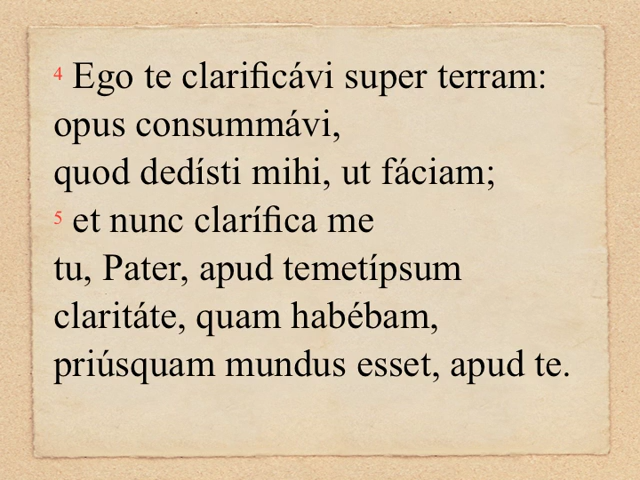 4 Ego te clarificávi super terram:
opus consummávi,
quod dedísti mihi, ut fáciam;
5 et nunc clarífica me
tu, Pater, apud temetípsum
claritáte, quam habébam,
priúsquam mundus esset, apud te.